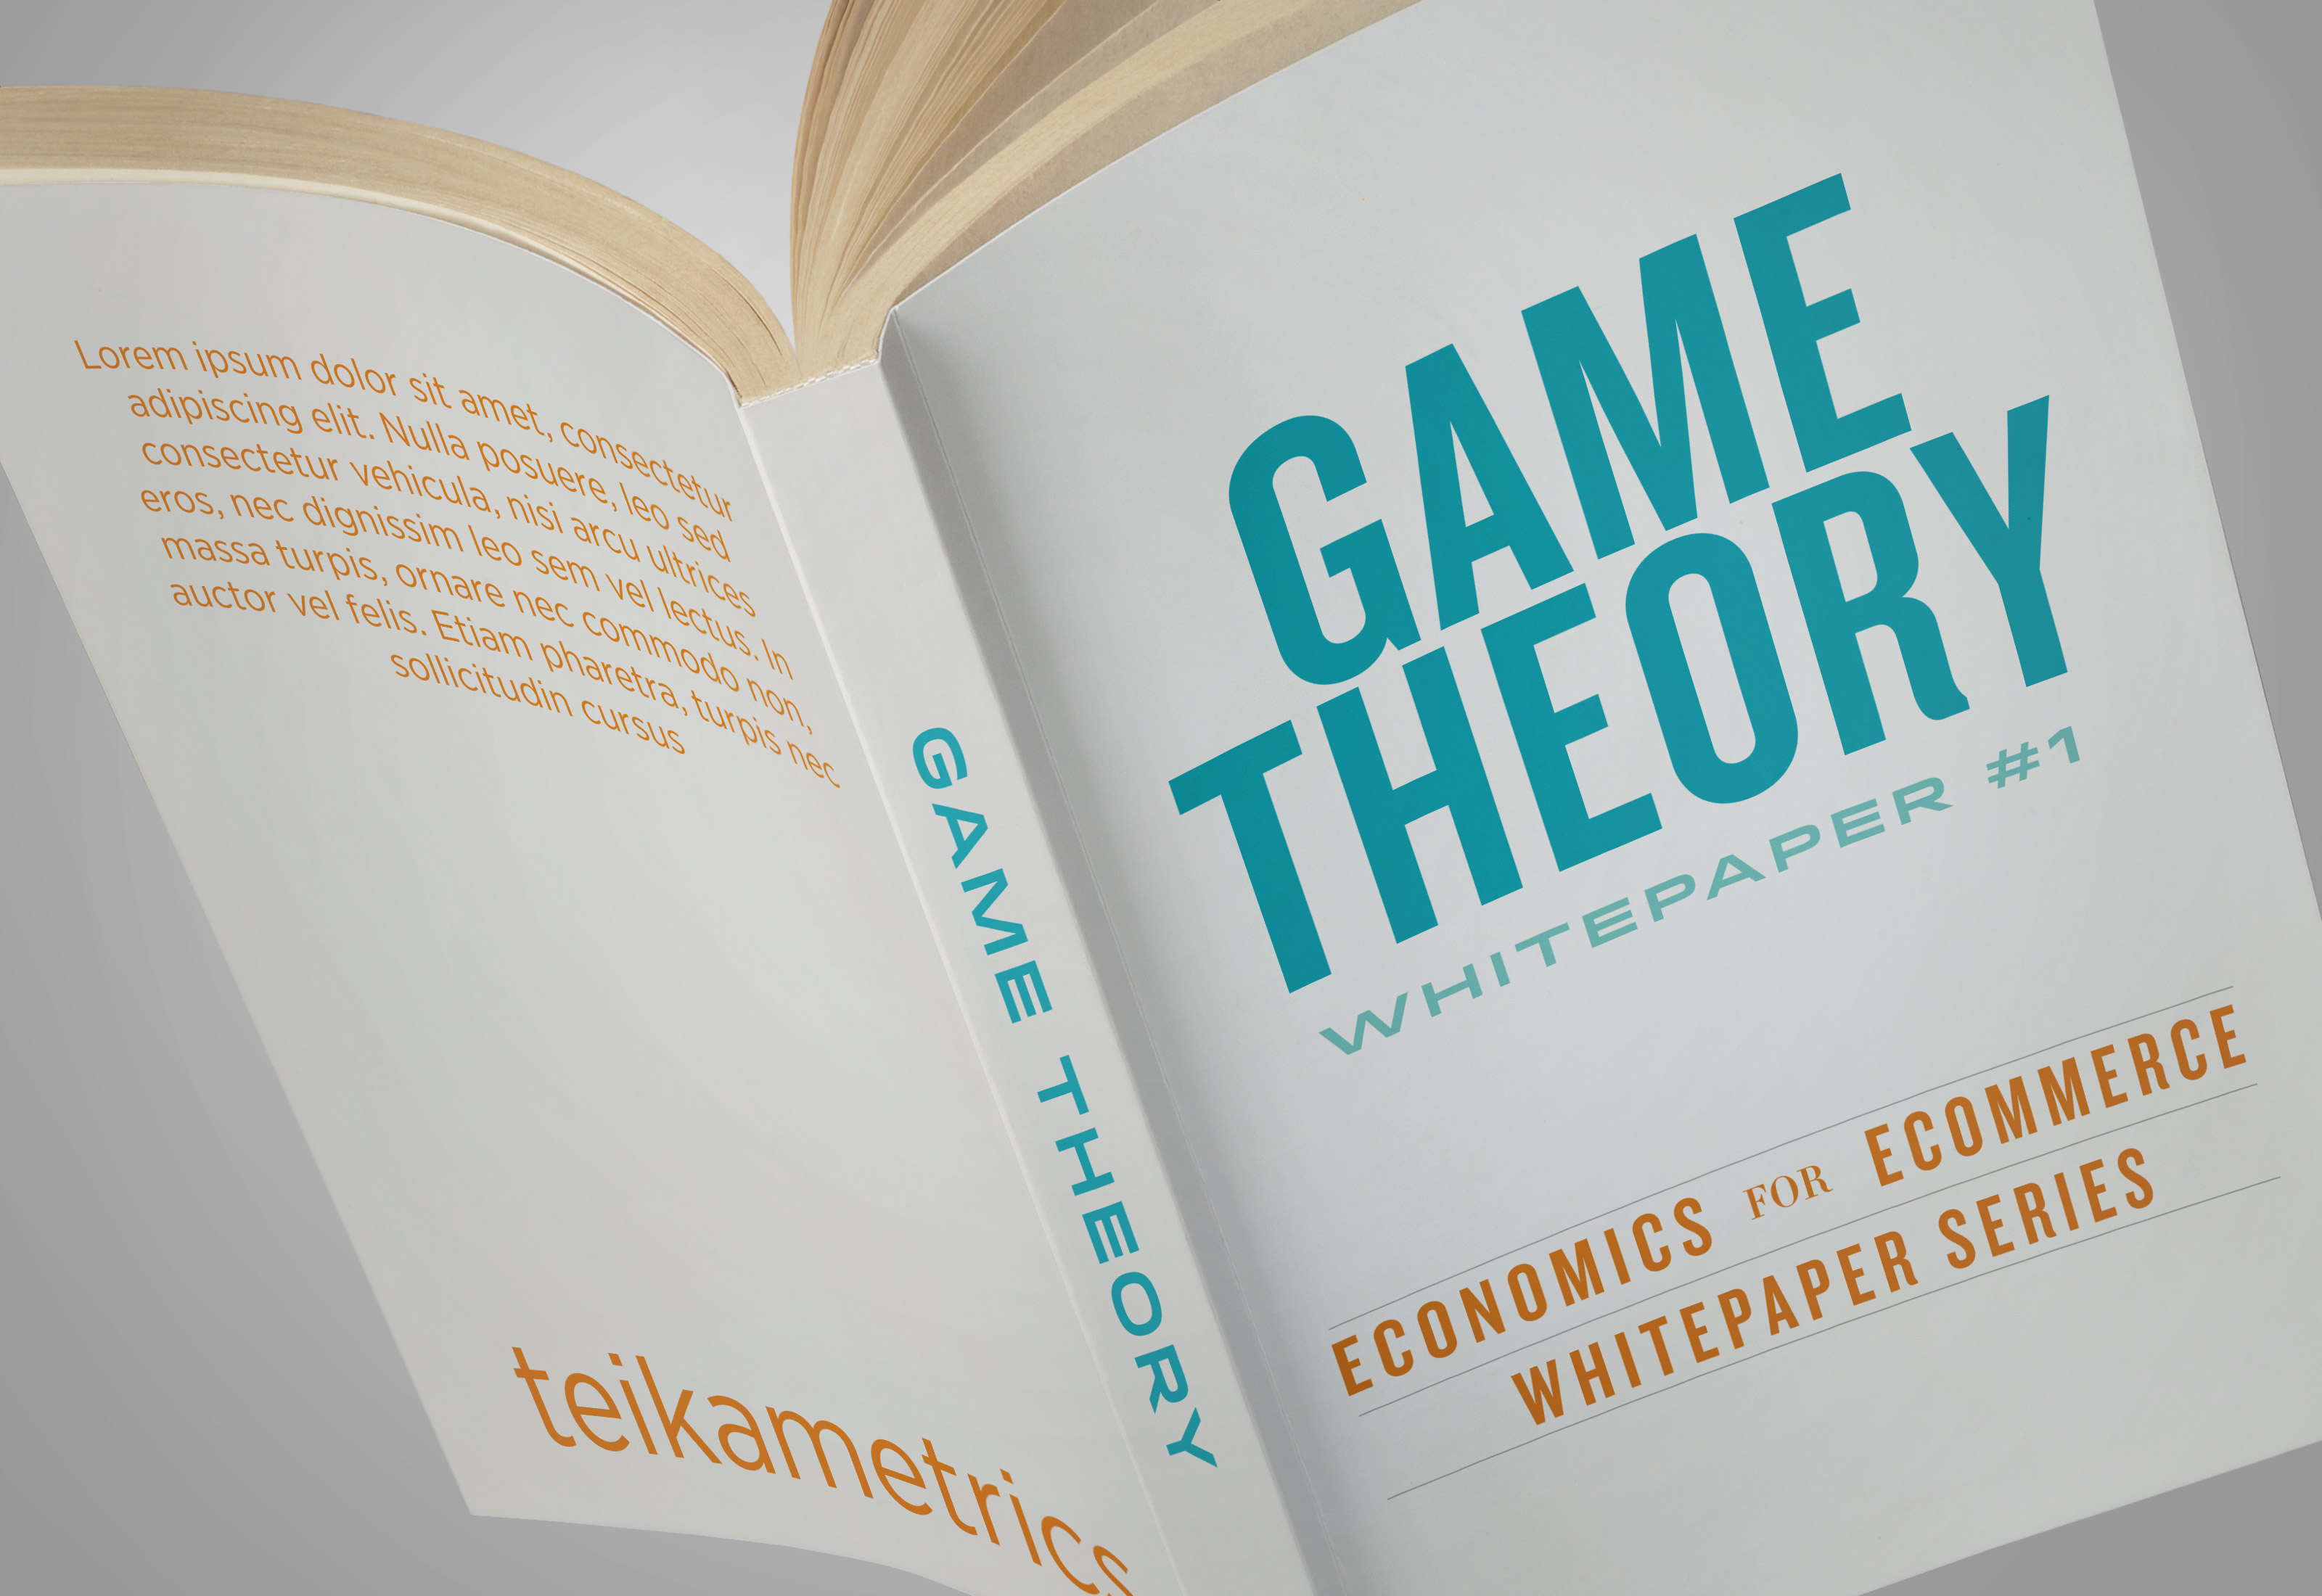 Lorem ipsum dolor sit amet, consectetur
adipiscing elit. Nulla posuere, leo sed
consectetur vehicula, nisi arcu ultrices
eros, nec dignissim leo sem vel lectus. In
massa turpis, ornare nec commodo non,
auctor vel felis. Etiam pharetra, turpis nec
sollicitudin cursus
teikametrics
GAME THEORY
GAME
THEORY
WHITEPAPER #1
ECONOMICS FOR ECOMMERCE
WHITEPAPER SERIES